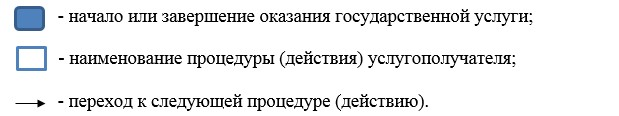 - начало или завершение оказания государственной услуги;
- наименование процедуры (действия) услугополучателя;
- переход к следующей процедуре (действию).